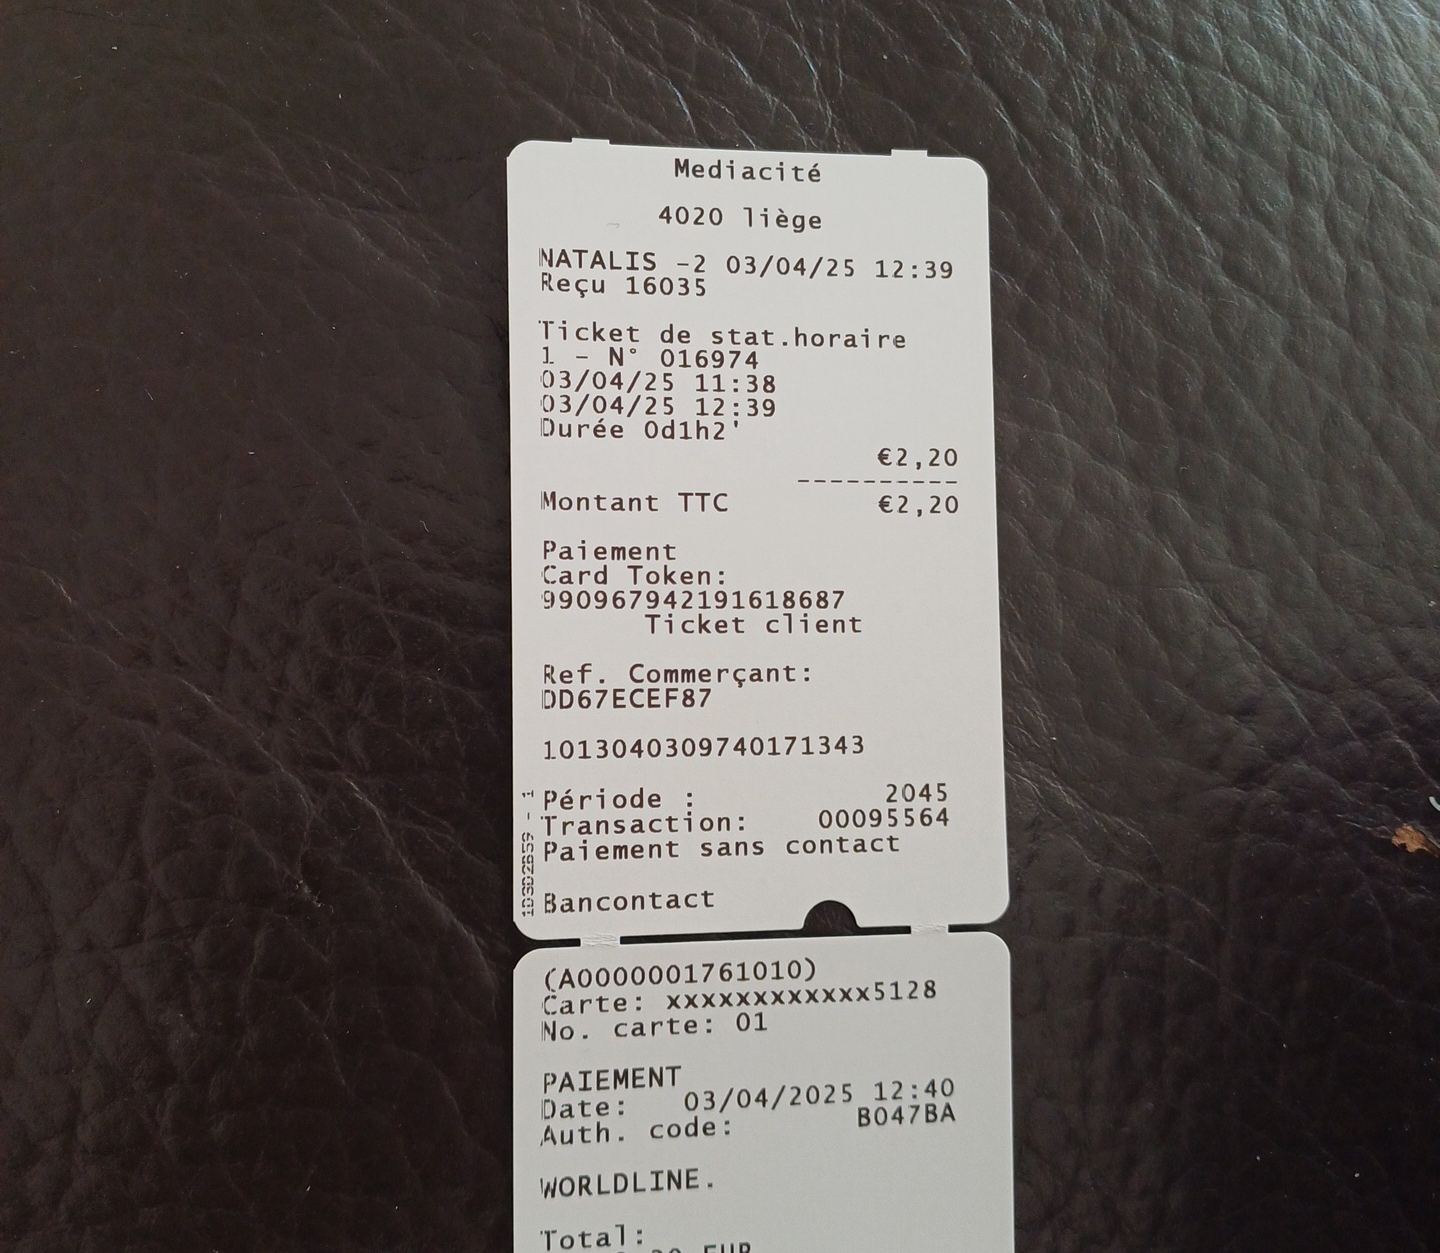 Mediacité
4020 liège
NATALIS -2 03/04/25 12:39
Reçu 16035
Ticket de stat.horaire
1 - N° 016974
03/04/25 11:38
03/04/25 12:39
Durée 0d1h2'
€2,20
----------
Montant TTC €2,20
Paiement
Card Token:
990967942191618687
Ticket client
Ref. Commerçant:
DD67ECEF87
1013040309740171343
Période : 2045
Transaction: 00095564
Paiement sans contact
Bancontact
(A0000001761010)
Carte: xxxxxxxxxxxx5128
No. carte: 01
PAIEMENT
Date: 03/04/2025 12:40
Auth. code: B047BA
WORLDLINE.
Total:
EUR